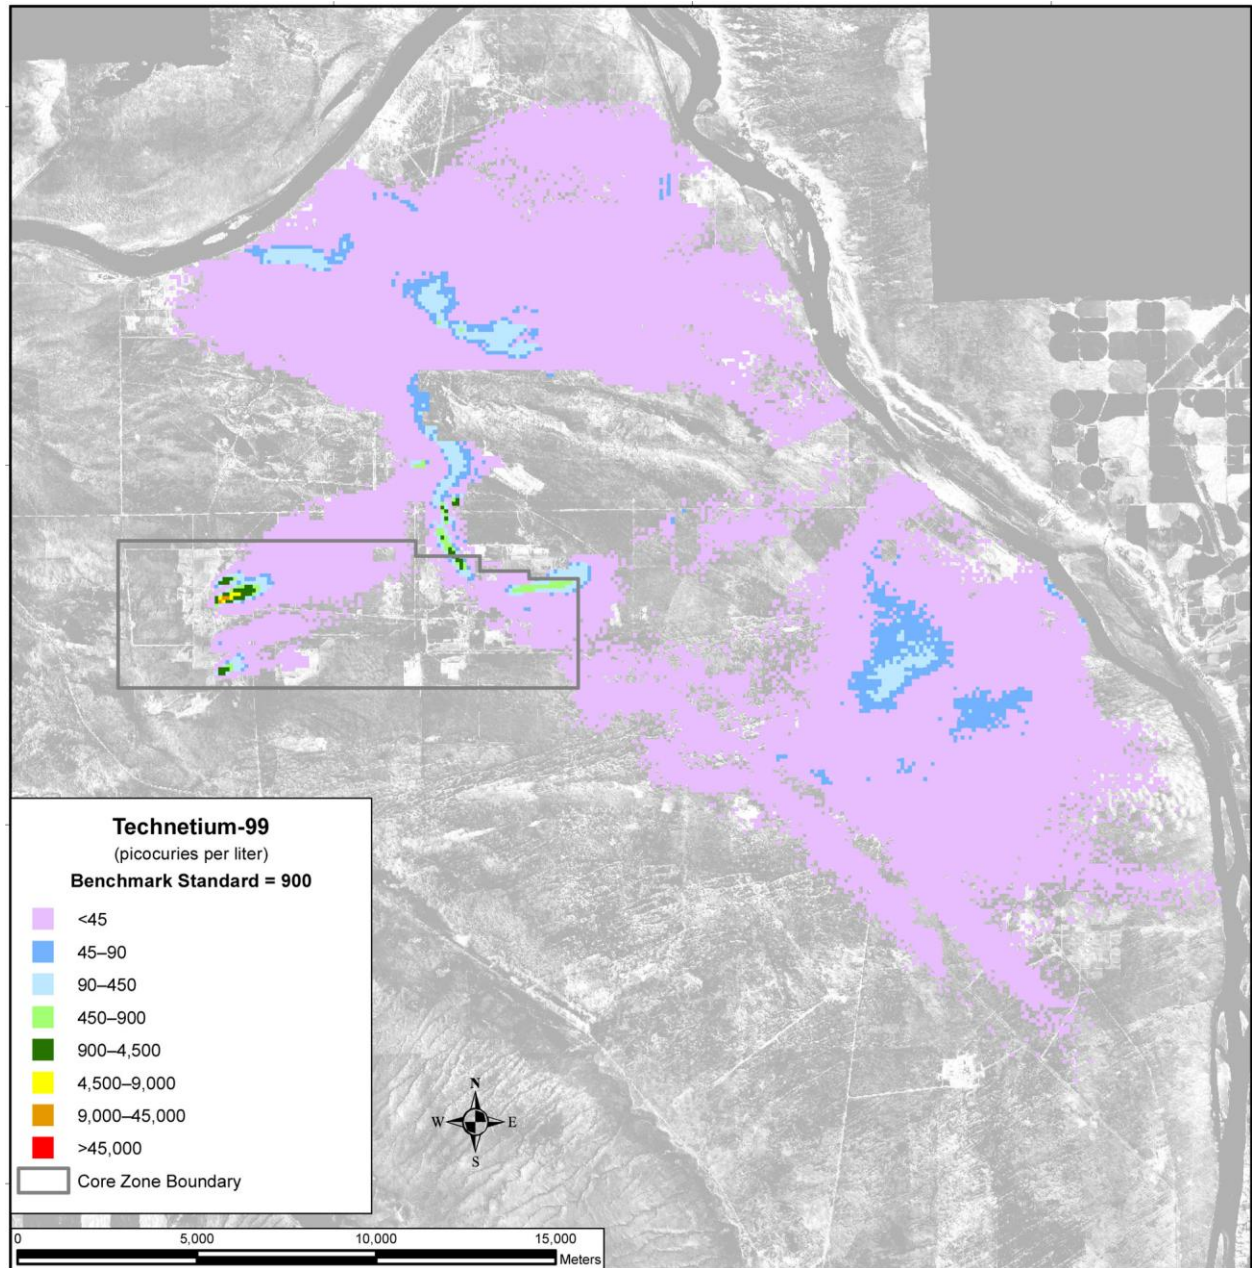 Technetium-99
(picocuries per liter)
Benchmark Standard = 900
<45
45–90
90–450
450–900
900–4,500
4,500–9,000
9,000–45,000
>45,000
Core Zone Boundary
N
W E
S
0 5,000 10,000 15,000
Meters